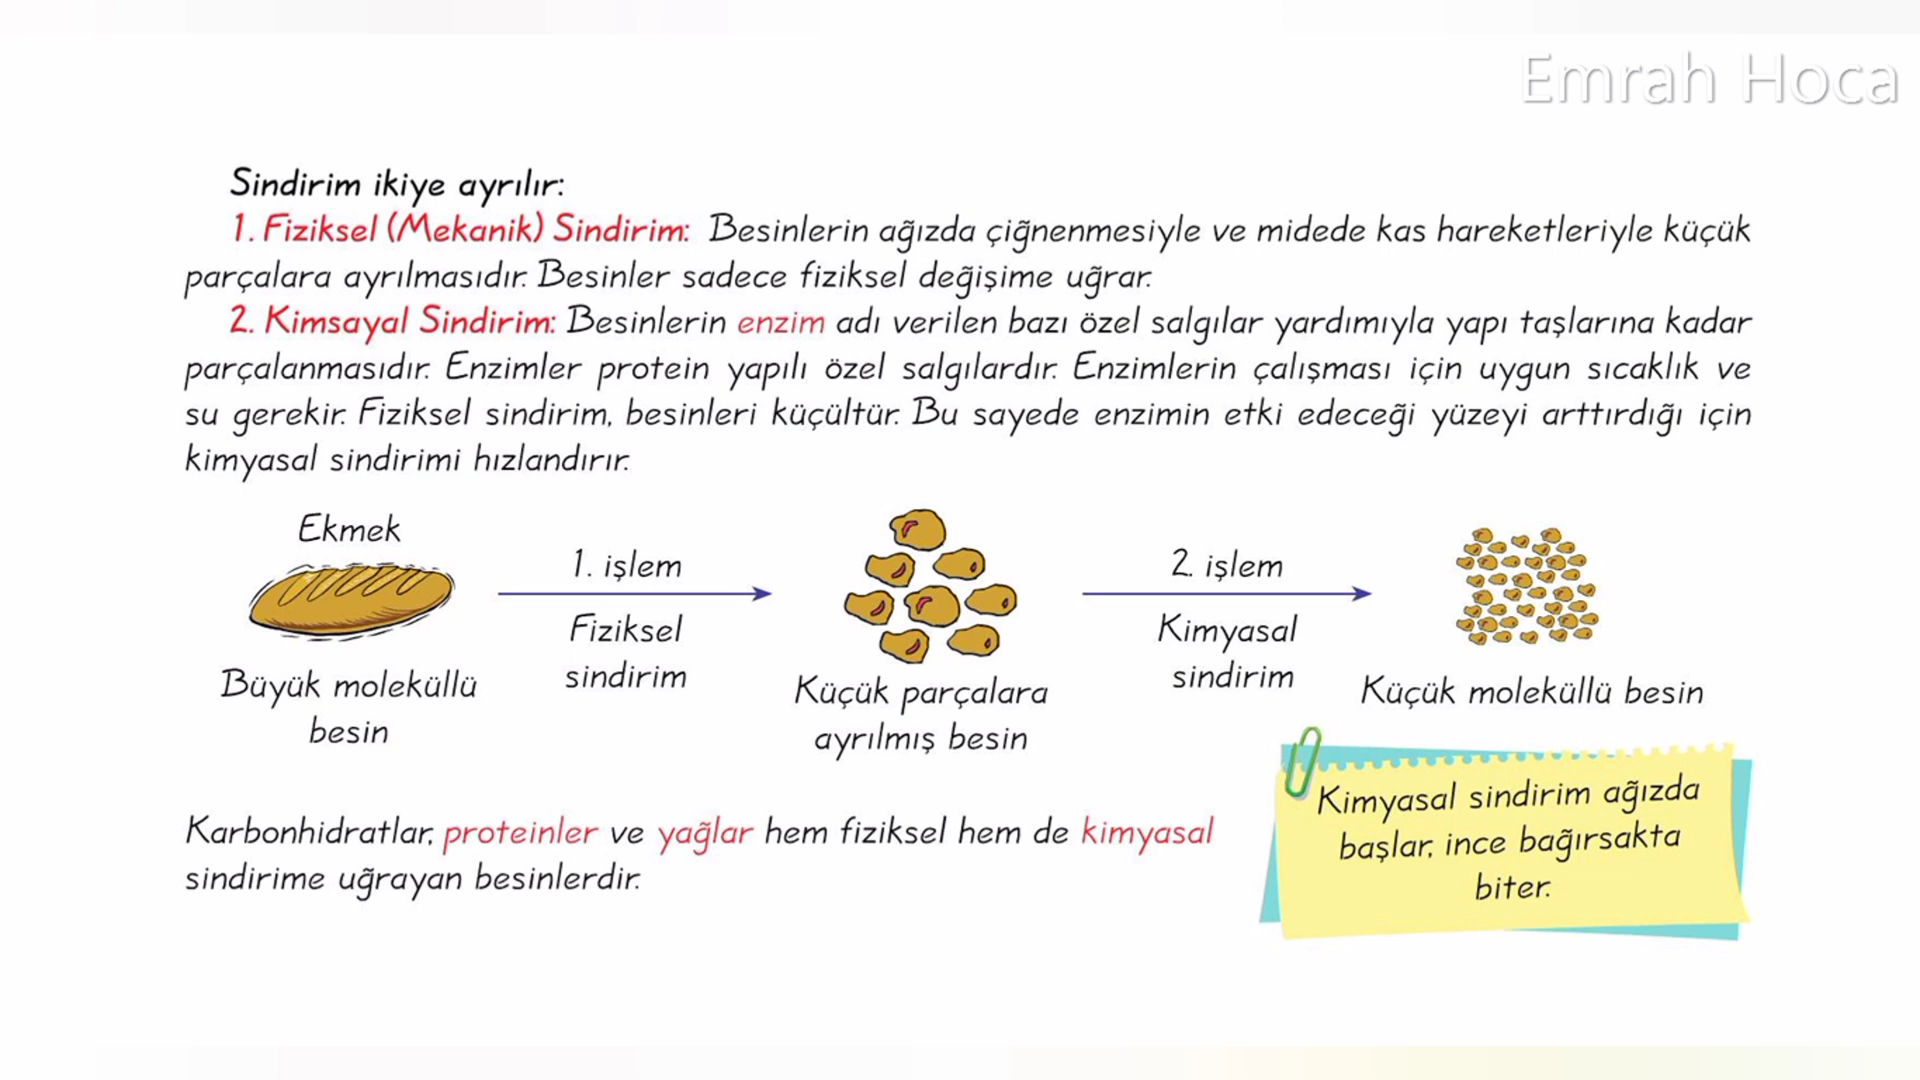 Emrah Hoca
Sindirim ikiye ayrılır:
1. Fiziksel (Mekanik) Sindirim: Besinlerin ağızda çiğnenmesiyle ve midede kas hareketleriyle küçük
parçalara ayrılmasıdır. Besinler sadece fiziksel değişime uğrar.
2. Kimsayal Sindirim: Besinlerin enzim adı verilen bazı özel salgılar yardımıyla yapı taşlarına kadar
parçalanmasıdır. Enzimler protein yapılı özel salgılardır. Enzimlerin çalışması için uygun sıcaklık ve
su gerekir. Fiziksel sindirim, besinleri küçültür. Bu sayede enzimin etki edeceği yüzeyi arttırdığı için
kimyasal sindirimi hızlandırır.
Ekmek
Büyük moleküllü
besin
1. işlem
Fiziksel
sindirim
Küçük parçalara
ayrılmış besin
2. işlem
Kimyasal
sindirim
Küçük moleküllü besin
Karbonhidratlar, proteinler ve yağlar hem fiziksel hem de kimyasal
sindirime uğrayan besinlerdir.
Kimyasal sindirim ağızda
başlar, ince bağırsakta
biter.